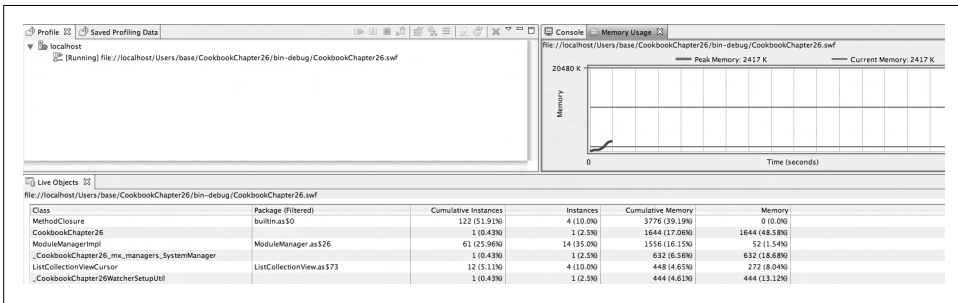 Profile
Saved Profiling Data
localhost
[Running] file://localhost/Users/base/CookbookChapter26/bin-debug/CookbookChapter26.swf
Console
Memory Usage
file://localhost/Users/base/CookbookChapter26/bin-debug/CookbookChapter26.swf
Peak Memory: 2417 K
Current Memory: 2417 K
20480 K
Memory
0
Time (seconds)
Live Objects
file://localhost/Users/base/CookbookChapter26/bin-debug/CookbookChapter26.swf
Class Package (Filtered) Cumulative Instances Instances Cumulative Memory Memory
MethodClosure builtin.as$0 122 (51.91%) 4 (10.0%) 3776 (39.19%) 0 (0.0%)
CookbookChapter26 1 (0.43%) 1 (2.5%) 1644 (17.06%) 1644 (48.58%)
ModuleManagerImpl ModuleManager.as$26 61 (25.96%) 14 (35.0%) 1556 (16.15%) 52 (1.54%)
_CookbookChapter26_mx_managers_SystemManager 1 (0.43%) 1 (2.5%) 632 (6.56%) 632 (18.68%)
ListCollectionViewCursor ListCollectionView.as$73 12 (5.11%) 4 (10.0%) 448 (4.65%) 272 (8.04%)
_CookbookChapter26WatcherSetupUtil 1 (0.43%) 1 (2.5%) 444 (4.61%) 444 (13.12%)